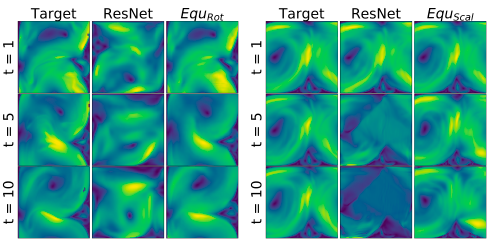 Target ResNet Equ_Rot Target ResNet Equ_Scal
t = 1 t = 1
t = 5 t = 5
t = 10 t = 10